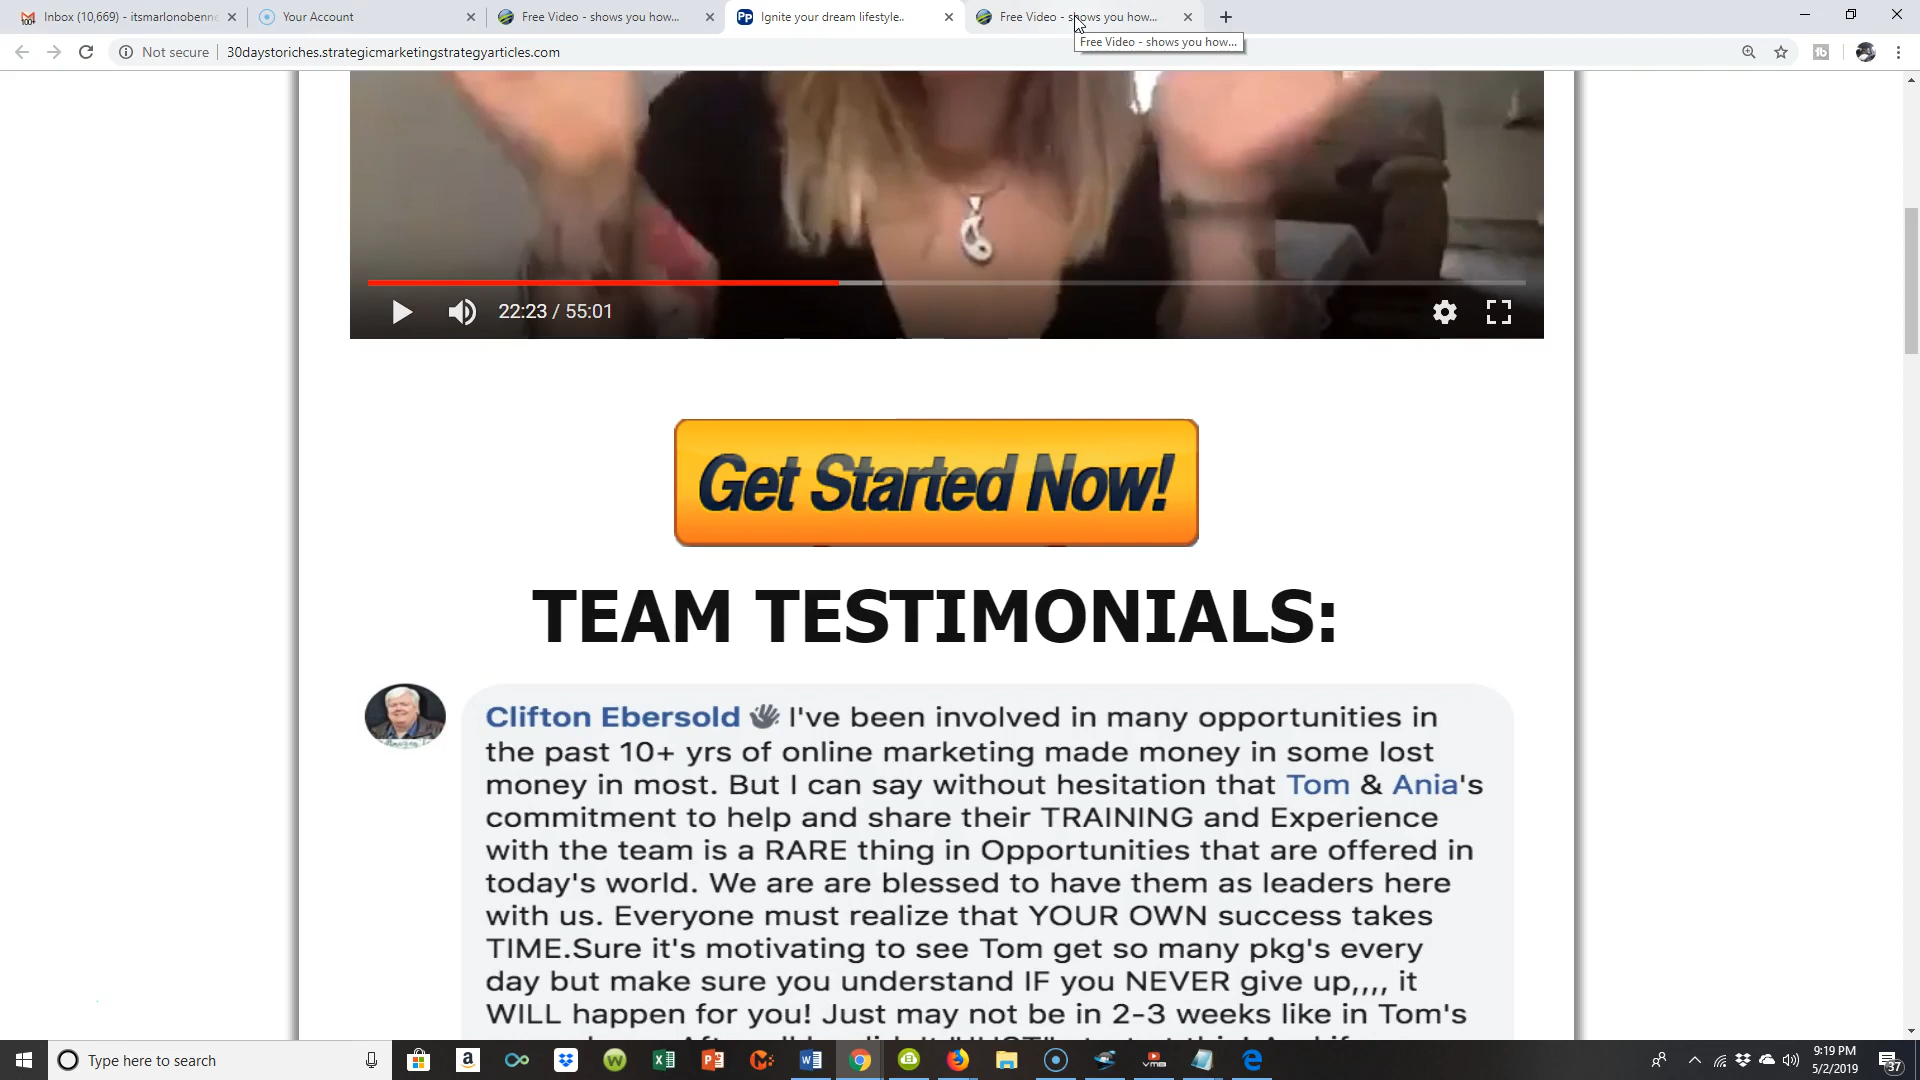 Inbox (10,669) - itsmarlonobenne
Your Account
Free Video - shows you how...
Pp
Ignite your dream lifestyle..
Free Video - shows you how...
Free Video - shows you how...
Not secure
30daystoriches.strategicmarketingstrategyarticles.com
22:23 / 55:01
Get Started Now!
TEAM TESTIMONIALS:
Clifton Ebersold I've been involved in many opportunities in
the past 10+ yrs of online marketing made money in some lost
money in most. But I can say without hesitation that Tom & Ania's
commitment to help and share their TRAINING and Experience
with the team is a RARE thing in Opportunities that are offered in
today's world. We are are blessed to have them as leaders here
with us. Everyone must realize that YOUR OWN success takes
TIME.Sure it's motivating to see Tom get so many pkg's every
day but make sure you understand IF you NEVER give up,,,, it
WILL happen for you! Just may not be in 2-3 weeks like in Tom's
Type here to search
9:19 PM
5/2/2019
37